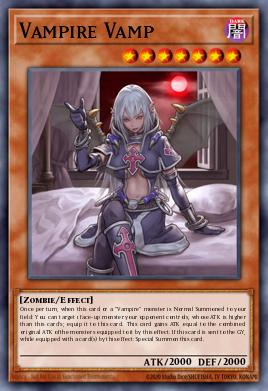 VAMPIRE VAMP
DARK
闇
[ZOMBIE/EFFECT]
Once per turn, when this card or a "Vampire" monster is Normal Summoned to your
field: You can target 1 face-up monster your opponent controls, whose ATK is higher
than this card's; equip it to this card. This card gains ATK equal to the combined
original ATK of the monsters equipped to it by this effect. If this card is sent to the GY,
while equipped with a card(s) by this effect: Special Summon this card.
ATK/2000 DEF/2000